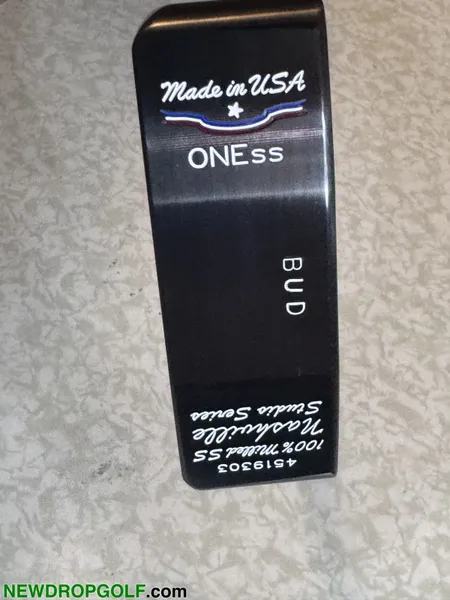 Made in USA
ONEss
BUD
4519303
100% Milled SS
Nashville
Studio Series
NEWDROPGOLF.com